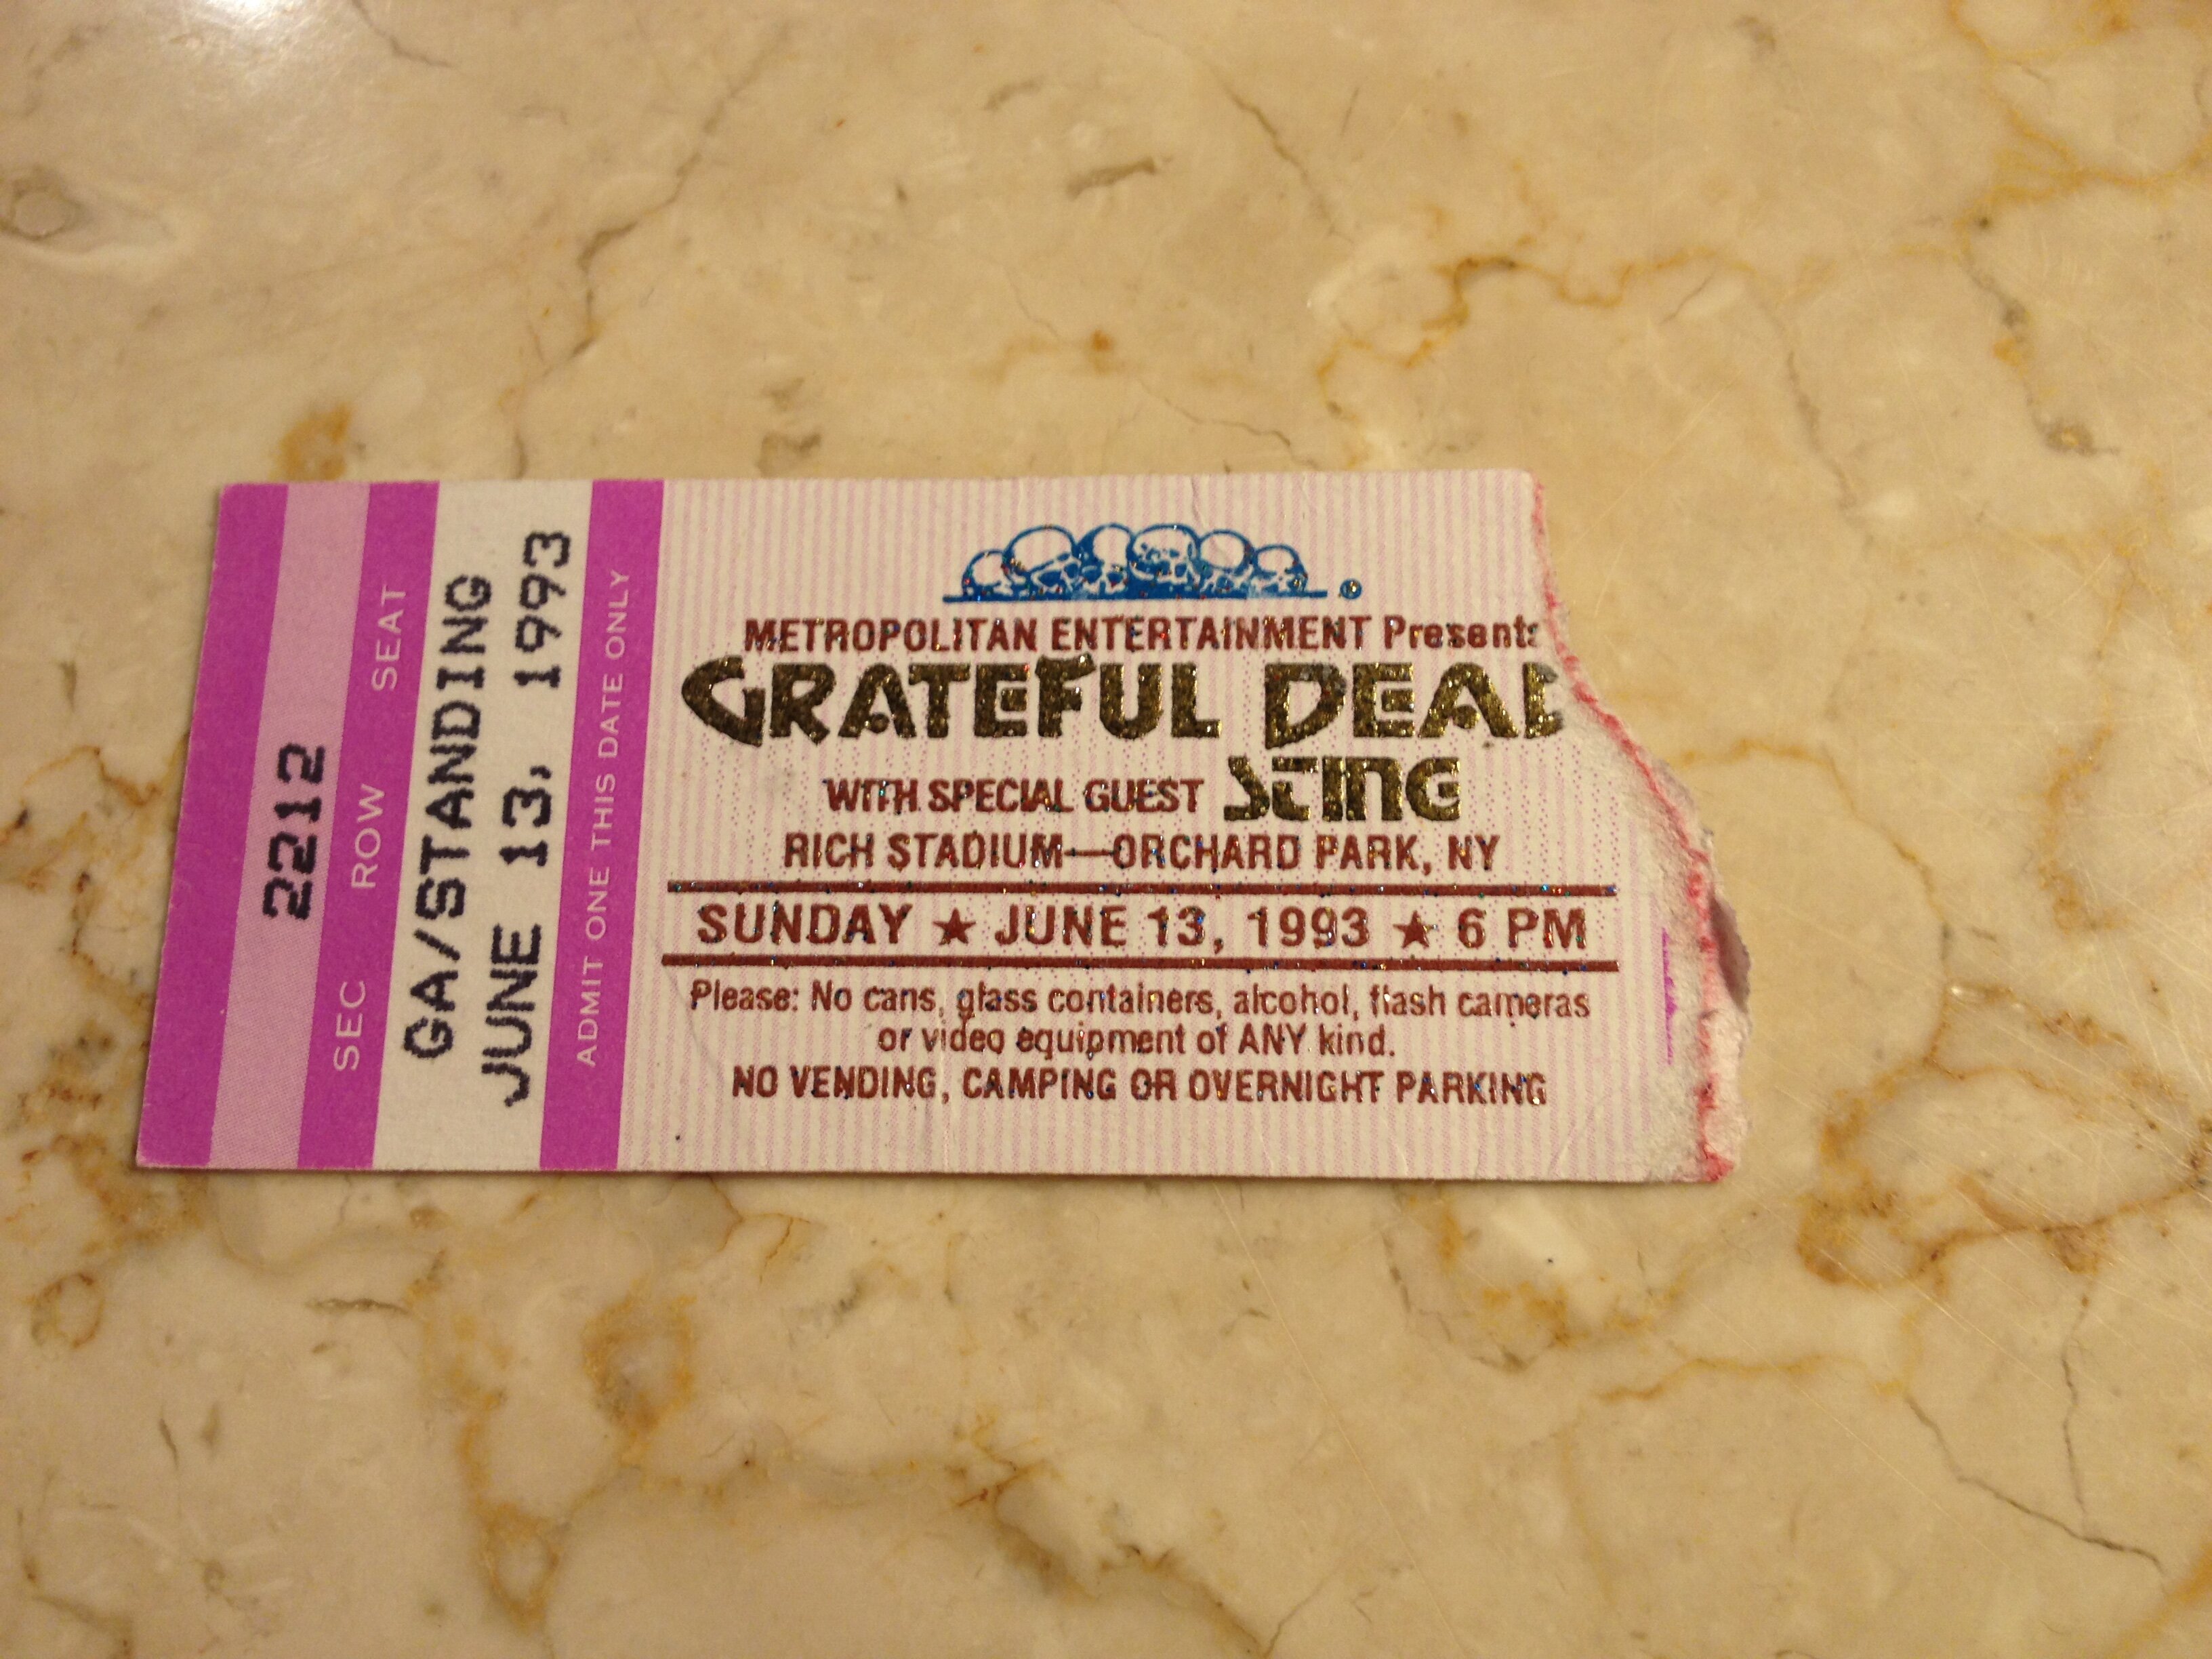 2212
SEC ROW SEAT
GA/STANDING
JUNE 13, 1993
ADMIT ONE THIS DATE ONLY
METROPOLITAN ENTERTAINMENT Presents
GRATEFUL DEAD
WITH SPECIAL GUEST STING
RICH STADIUM—ORCHARD PARK, NY
SUNDAY ★ JUNE 13, 1993 ★ 6 PM
Please: No cans, glass containers, alcohol, flash cameras
or video equipment of ANY kind.
NO VENDING, CAMPING OR OVERNIGHT PARKING